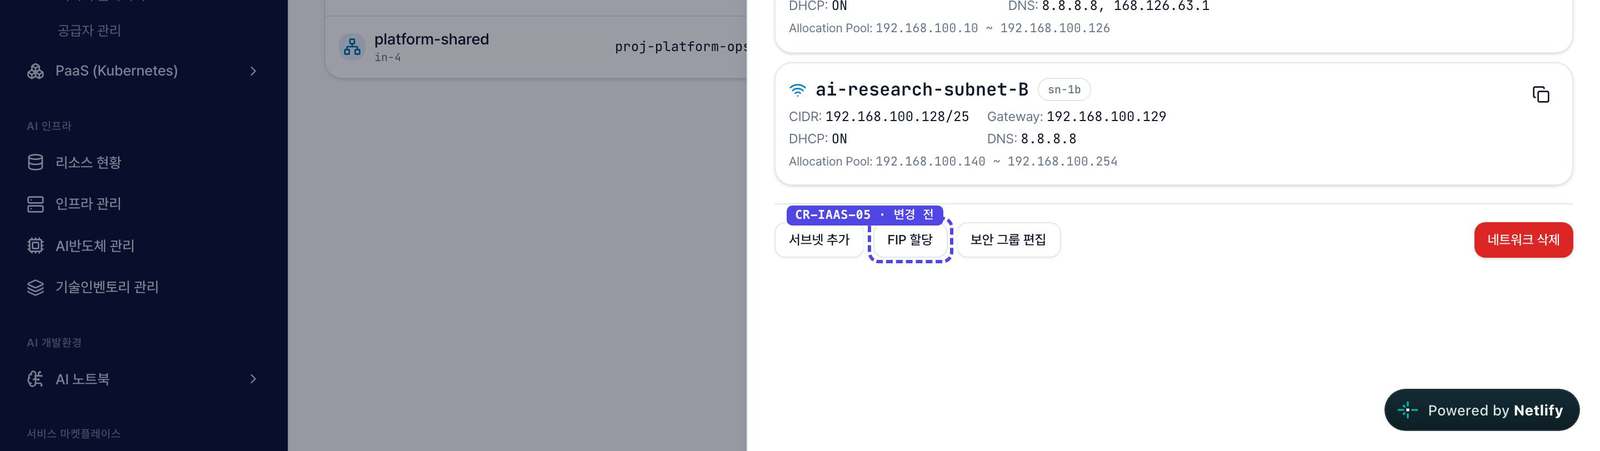 공급자 관리
PaaS (Kubernetes)
AI 인프라
리소스 현황
인프라 관리
AI반도체 관리
기술인벤토리 관리
AI 개발환경
AI 노트북
서비스 마켓플레이스
platform-shared
in-4
proj-platform-ops
DHCP: ON DNS: 8.8.8.8, 168.126.63.1
Allocation Pool: 192.168.100.10 ~ 192.168.100.126
ai-research-subnet-B sn-1b
CIDR: 192.168.100.128/25 Gateway: 192.168.100.129
DHCP: ON DNS: 8.8.8.8
Allocation Pool: 192.168.100.140 ~ 192.168.100.254
CR-IAAS-05 · 변경 전
서브넷 추가 FIP 할당 보안 그룹 편집 네트워크 삭제
Powered by Netlify